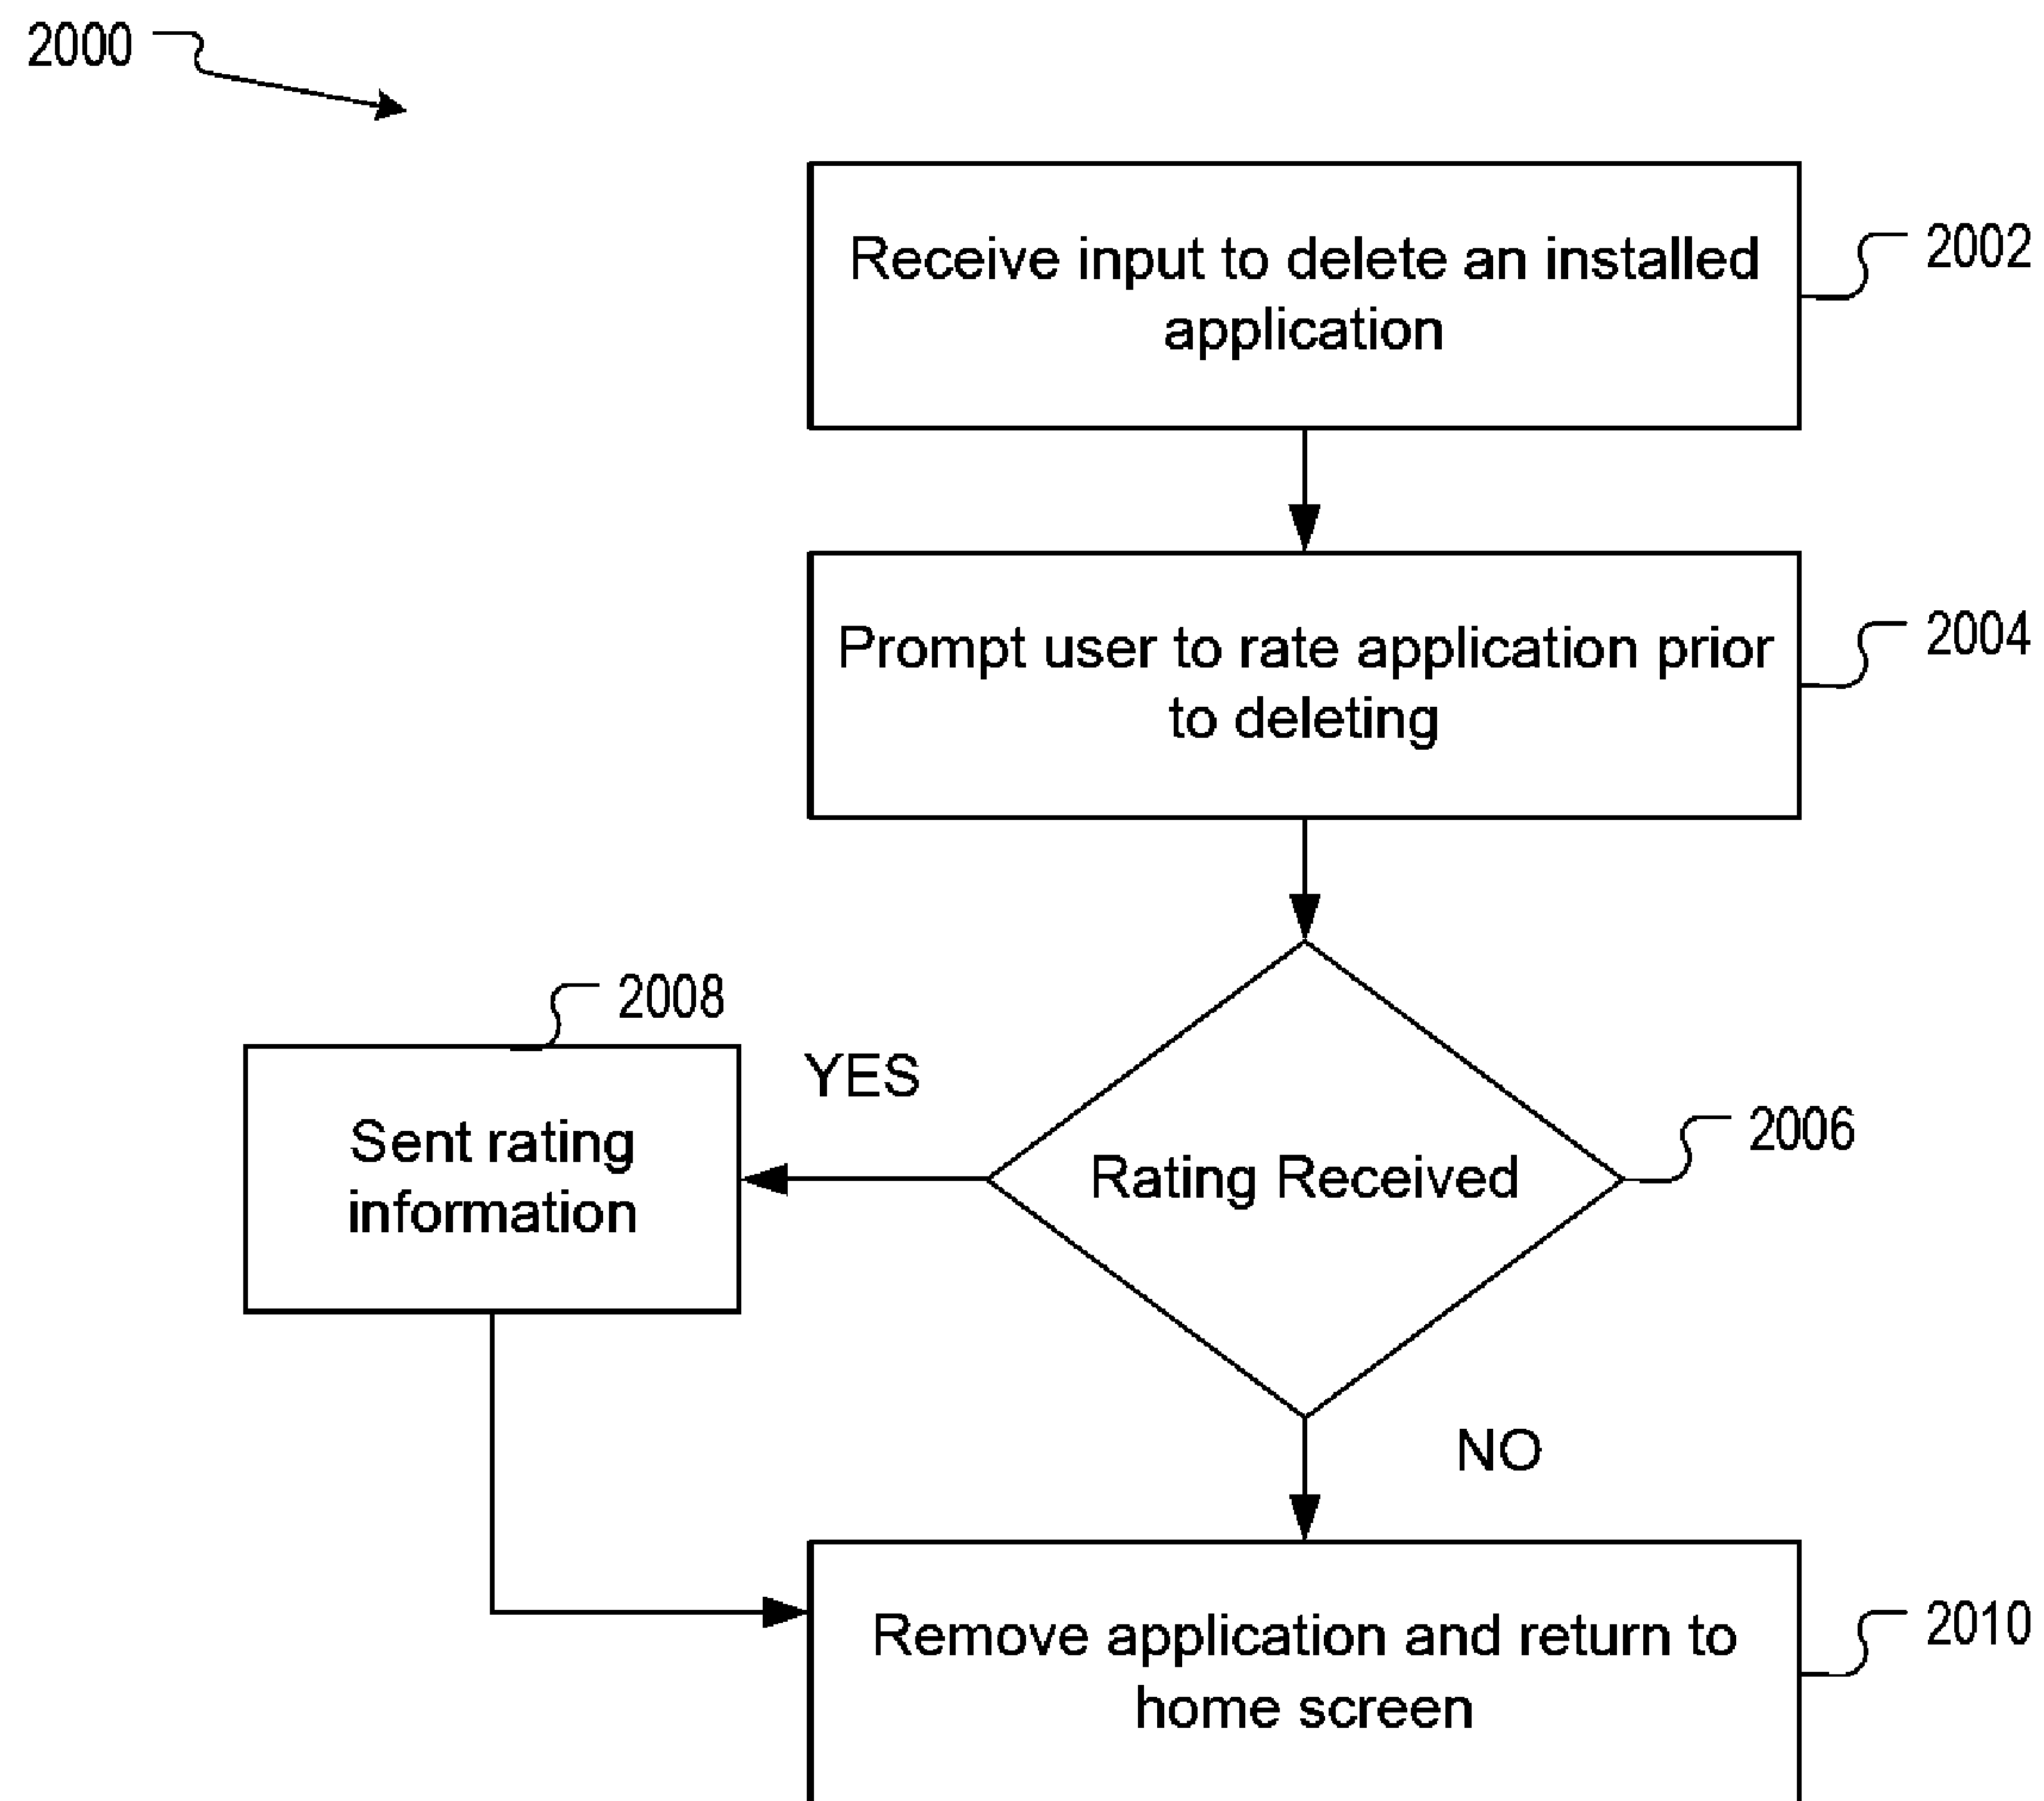 2000
Receive input to delete an installed
application
2002
Prompt user to rate application prior
to deleting
2004
2008
YES
Sent rating
information
Rating Received
2006
NO
Remove application and return to
home screen
2010